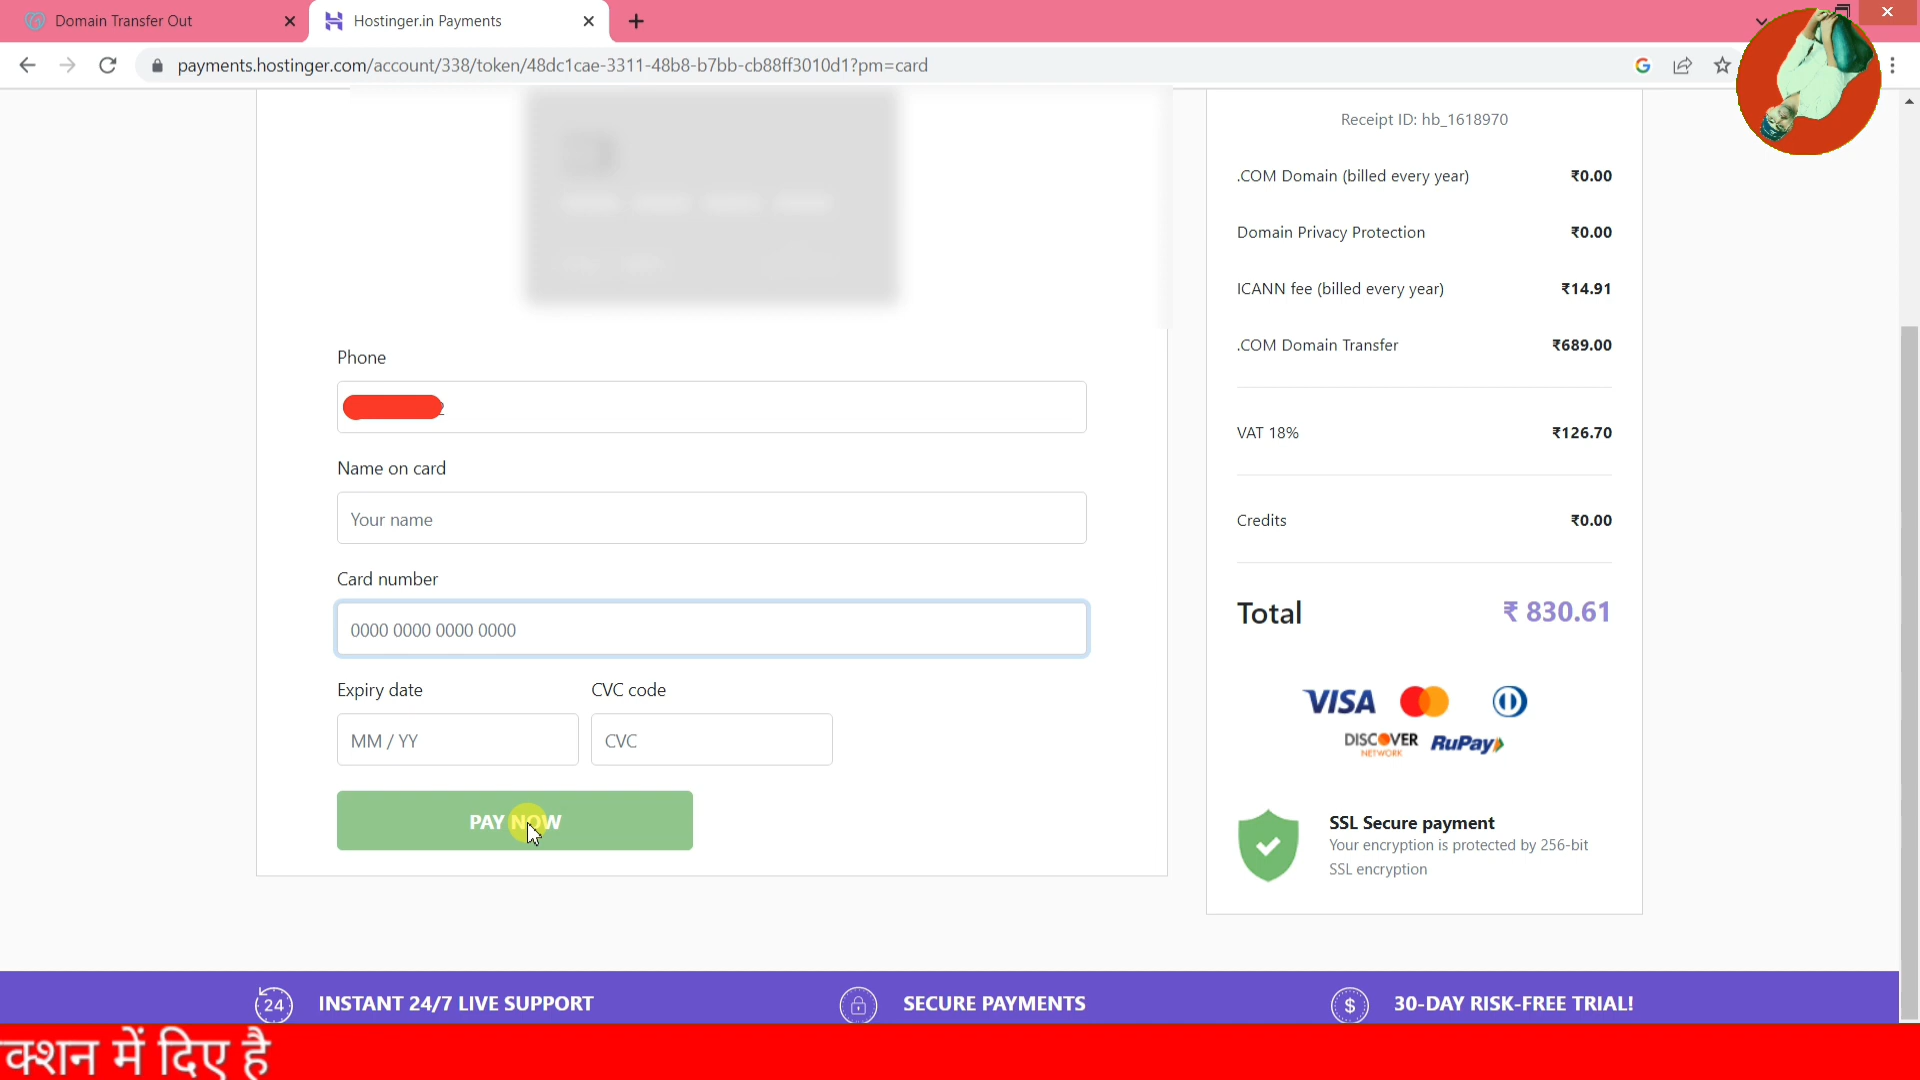 Domain Transfer Out
Hostinger.in Payments
payments.hostinger.com/account/338/token/48dc1cae-3311-48b8-b7bb-cb88ff3010d1?pm=card
Receipt ID: hb_1618970
.COM Domain (billed every year) ₹0.00
Domain Privacy Protection ₹0.00
ICANN fee (billed every year) ₹14.91
.COM Domain Transfer ₹689.00
VAT 18% ₹126.70
Credits ₹0.00
Total ₹ 830.61
VISA
DISCOVER RuPay
NETWORK
SSL Secure payment
Your encryption is protected by 256-bit
SSL encryption
Phone
Name on card
Your name
Card number
0000 0000 0000 0000
Expiry date CVC code
MM / YY CVC
PAY NOW
24 INSTANT 24/7 LIVE SUPPORT SECURE PAYMENTS $ 30-DAY RISK-FREE TRIAL!
क्शन में दिए है